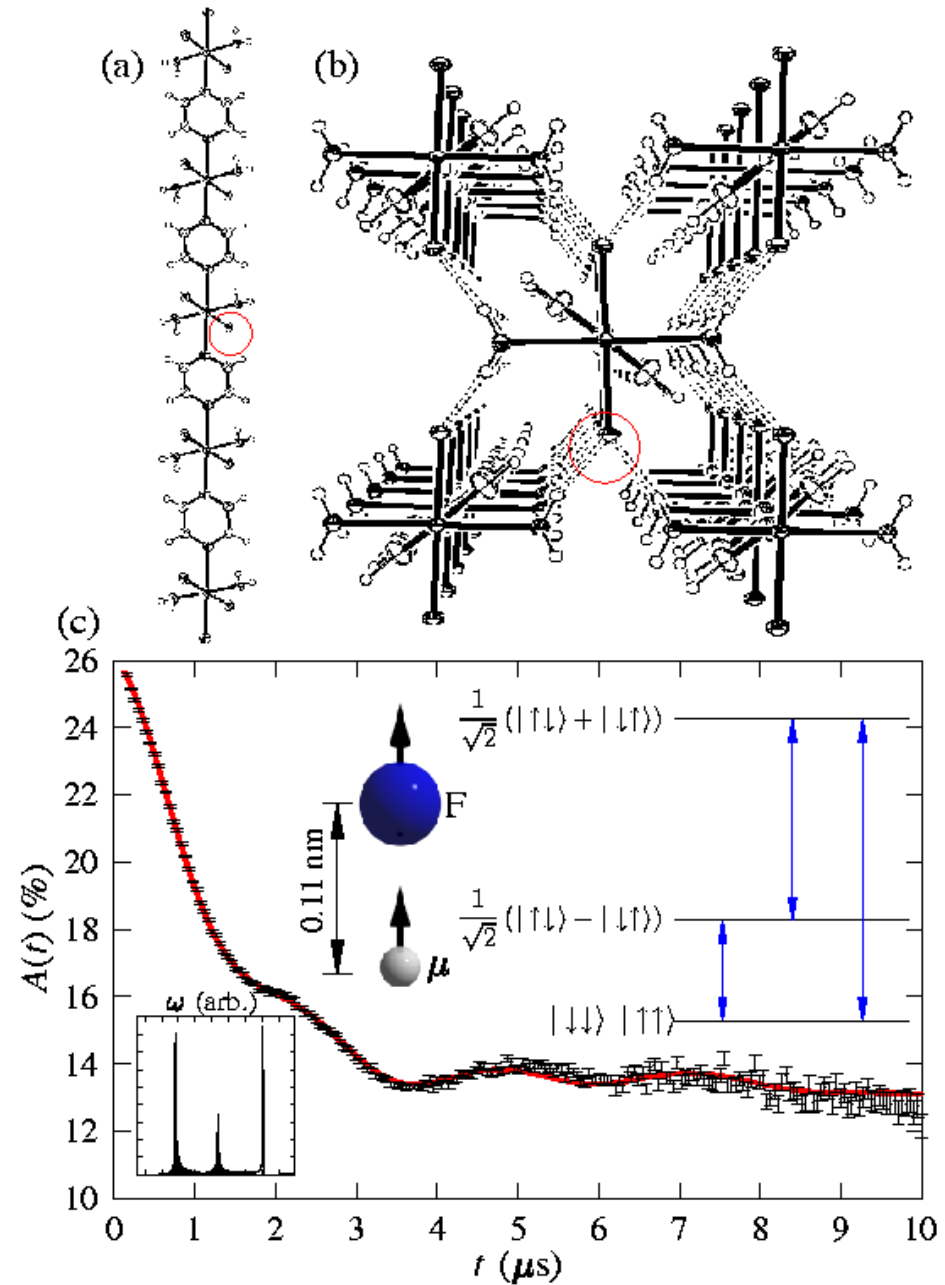 (a)
(b)
(c)
26
24
22
20
18
16
14
12
10
A(t) (%)
0 1 2 3 4 5 6 7 8 9 10
t (μs)
F
0.11 nm
μ
1/√2 (|↑↓⟩ + |↓↑⟩)
1/√2 (|↑↓⟩ − |↓↑⟩)
|↓↓⟩ |↑↑⟩
ω (arb.)